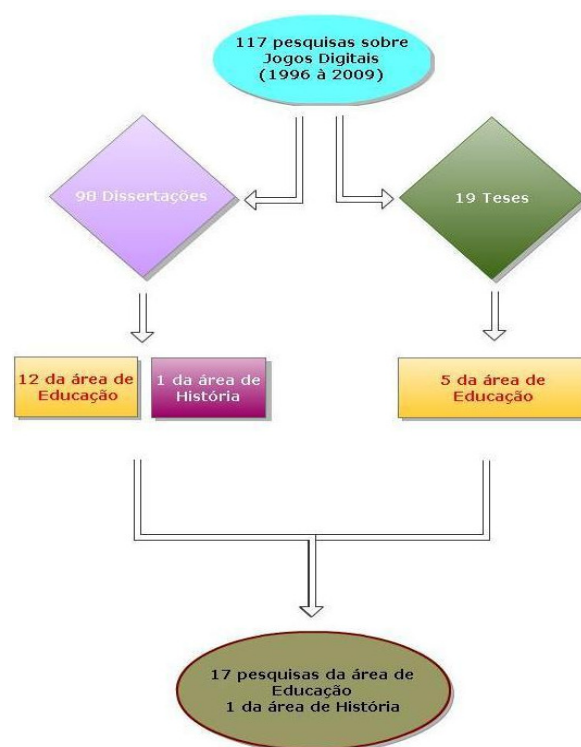 117 pesquisas sobre
Jogos Digitais
(1996 à 2009)
98 Dissertações
19 Teses
12 da área de
Educação
1 da área de
História
5 da área de
Educação
17 pesquisas da área de
Educação
1 da área de História